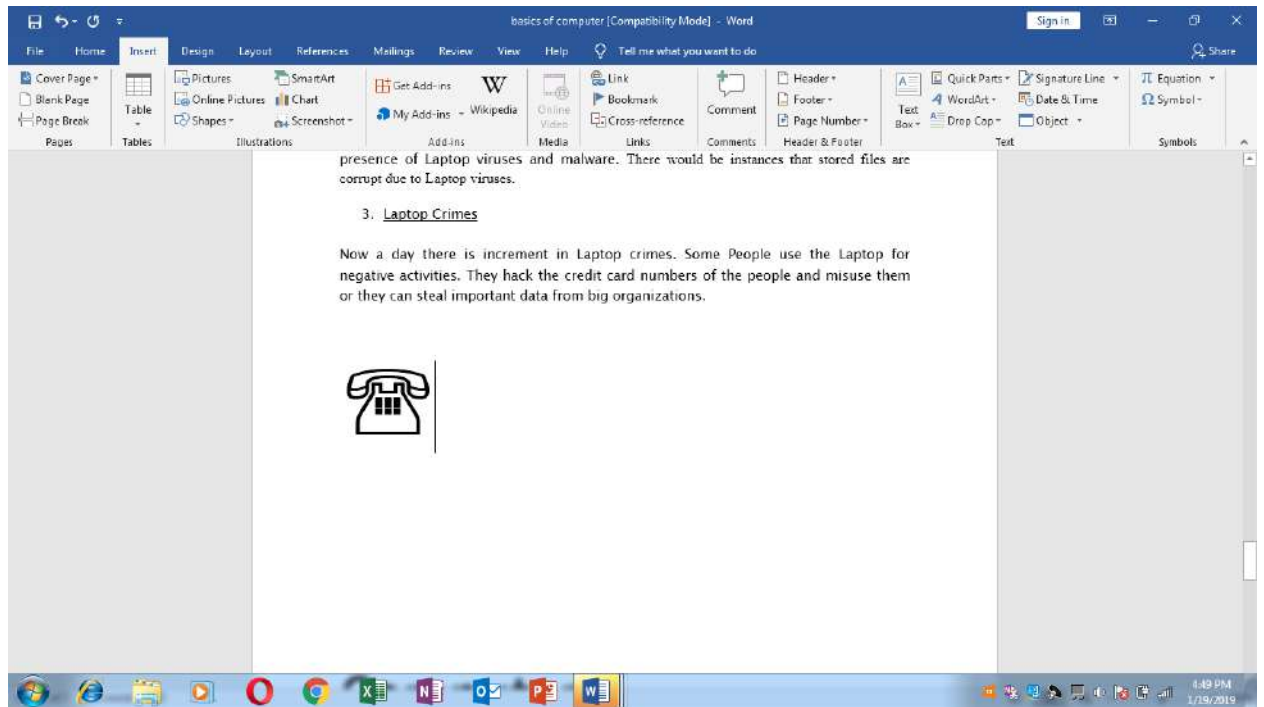 basics of computer [Compatibility Mode] - Word
Sign in
File Home Insert Design Layout References Mailings Review View Help Tell me what you want to do Share
Cover Page
Blank Page
Page Break
Pages
Table
Tables
Pictures
Online Pictures
Shapes
SmartArt
Chart
Screenshot
Illustrations
Get Add-ins
My Add-ins
Wikipedia
Add-ins
Online Video
Media
Link
Bookmark
Cross-reference
Links
Comment
Comments
Header
Footer
Page Number
Header & Footer
Text Box
Quick Parts
WordArt
Drop Cap
Signature Line
Date & Time
Object
Text
Equation
Symbol
Symbols
presence of Laptop viruses and malware. There would be instances that stored files are
corrupt due to Laptop viruses.
3. Laptop Crimes
Now a day there is increment in Laptop crimes. Some People use the Laptop for
negative activities. They hack the credit card numbers of the people and misuse them
or they can steal important data from big organizations.
4:49 PM
1/19/2019